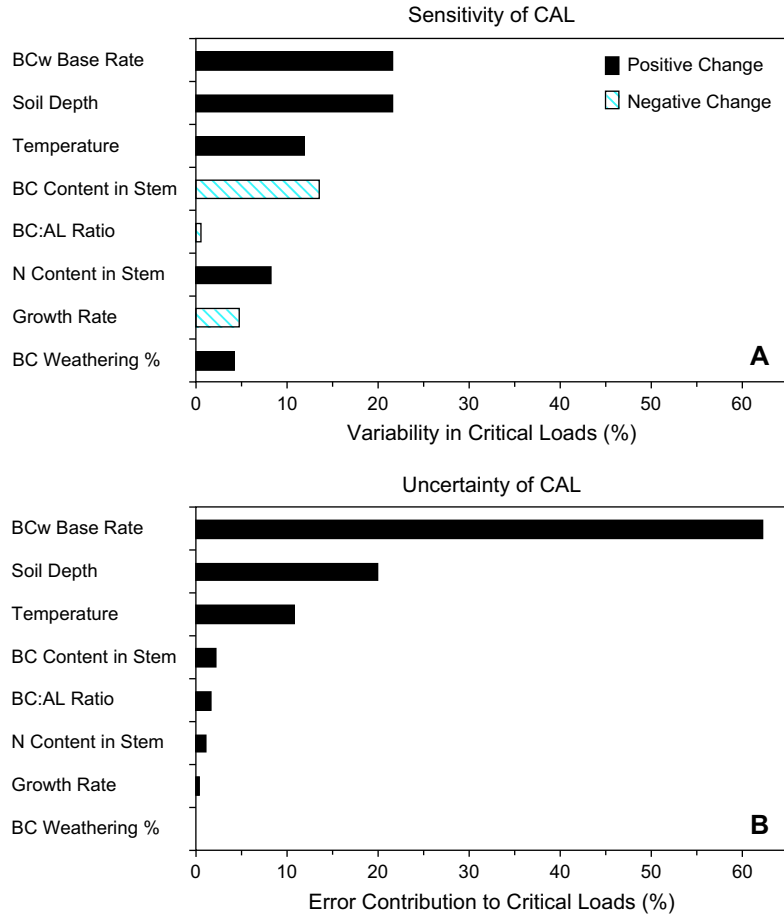 Sensitivity of CAL
BCw Base Rate
Positive Change
Soil Depth
Negative Change
Temperature
BC Content in Stem
BC:AL Ratio
N Content in Stem
Growth Rate
BC Weathering %
A
0 10 20 30 40 50 60
Variability in Critical Loads (%)
Uncertainty of CAL
BCw Base Rate
Soil Depth
Temperature
BC Content in Stem
BC:AL Ratio
N Content in Stem
Growth Rate
BC Weathering %
B
0 10 20 30 40 50 60
Error Contribution to Critical Loads (%)